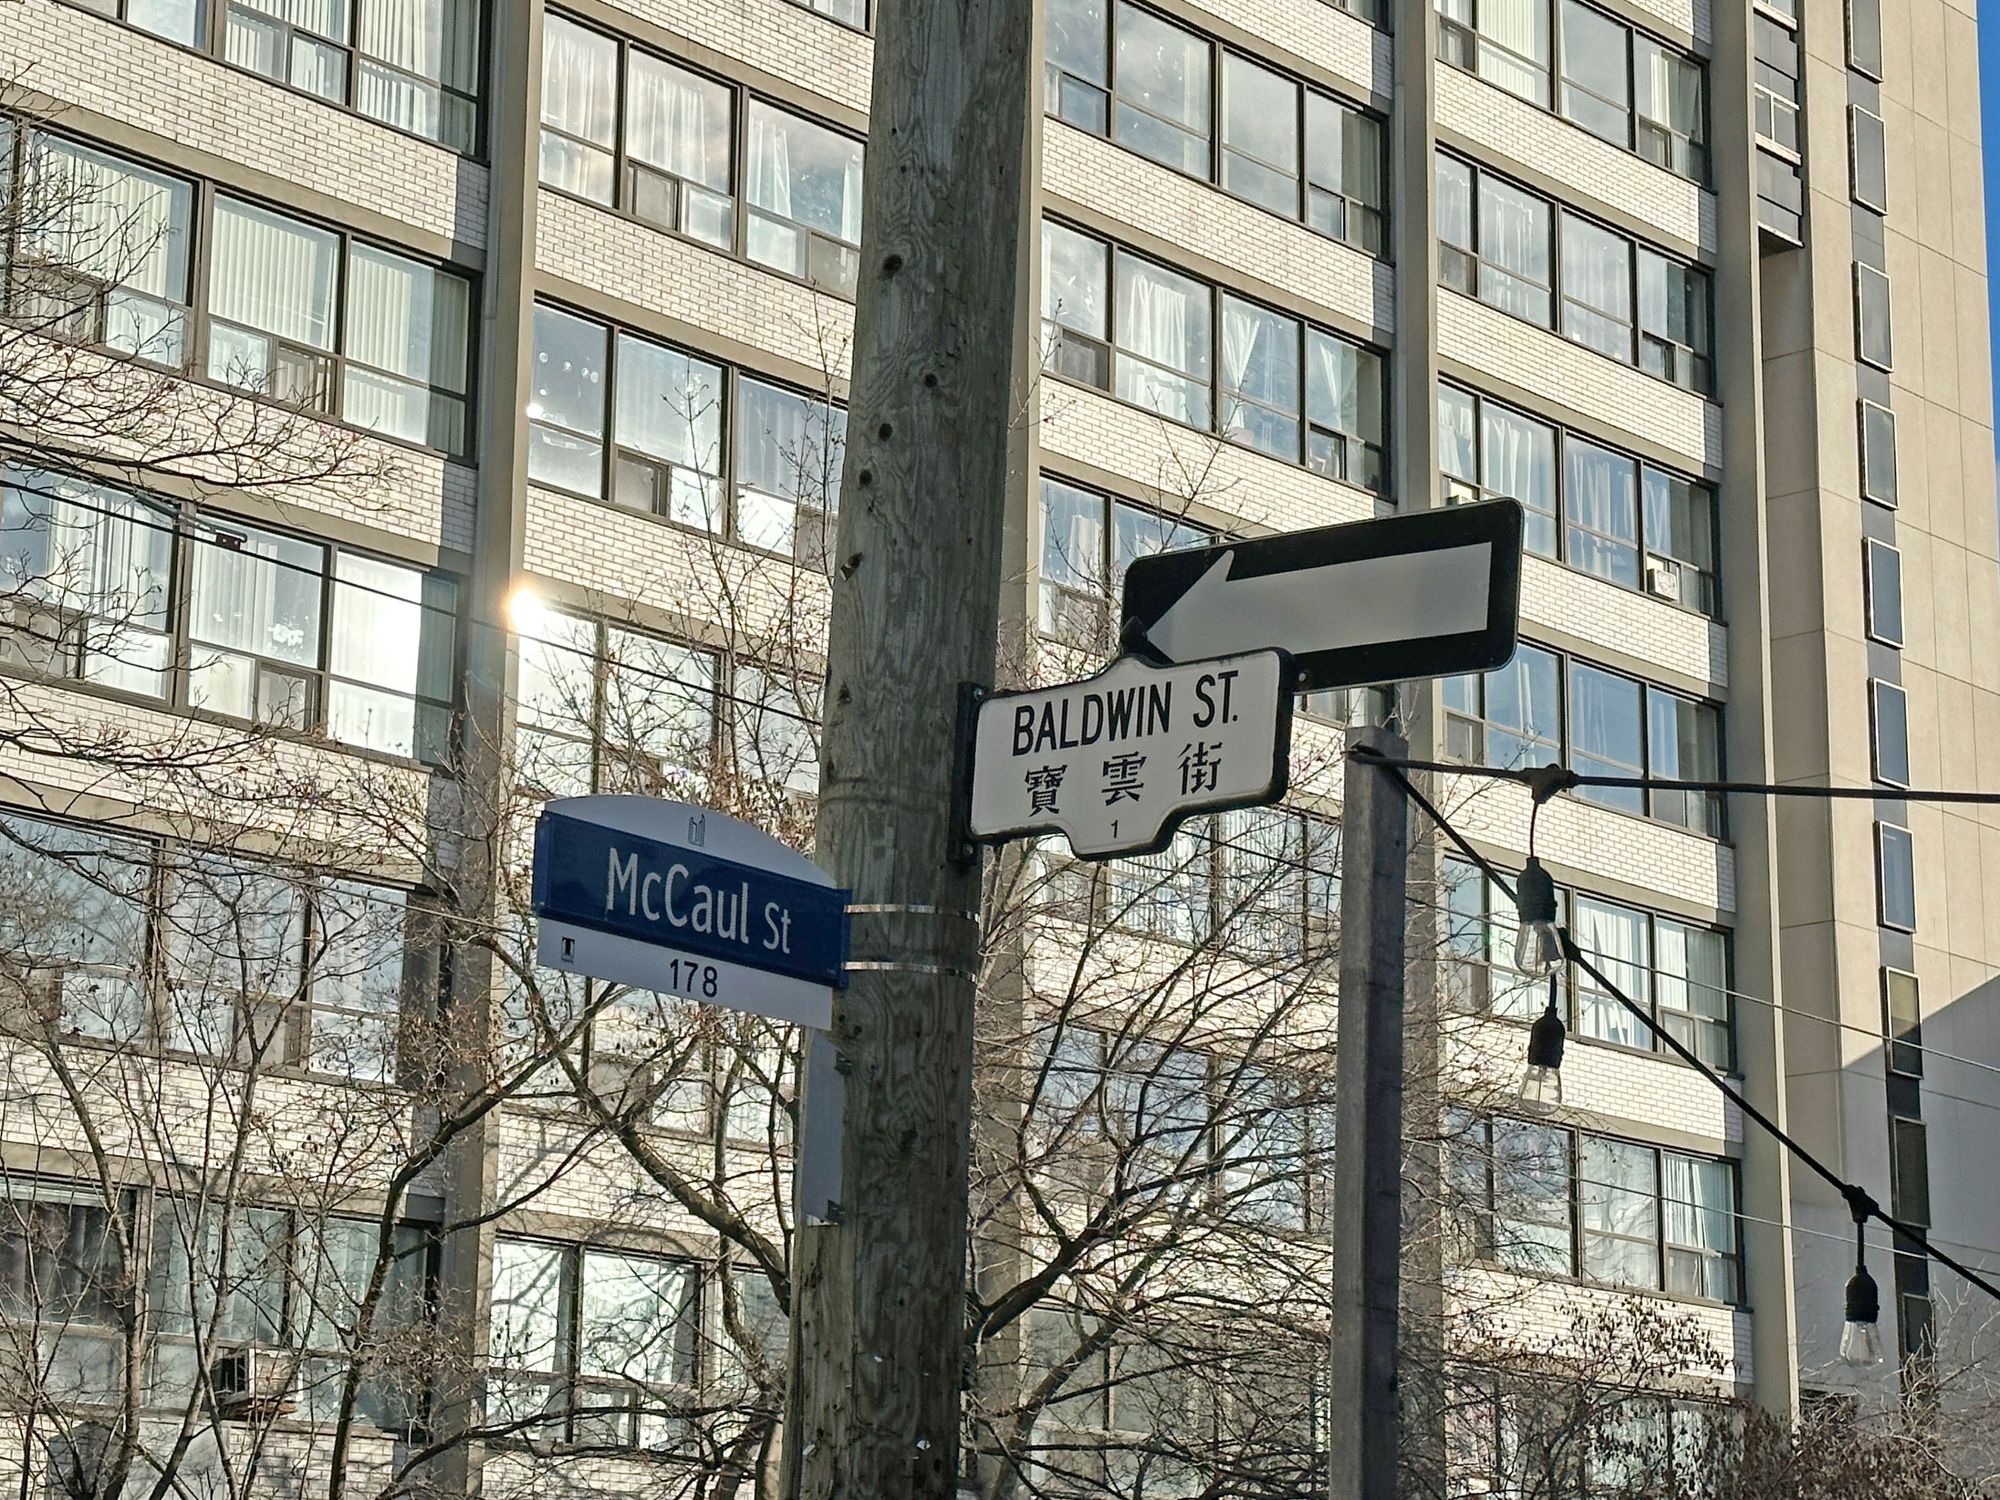 BALDWIN ST.
寶雲街
1
McCaul St
178